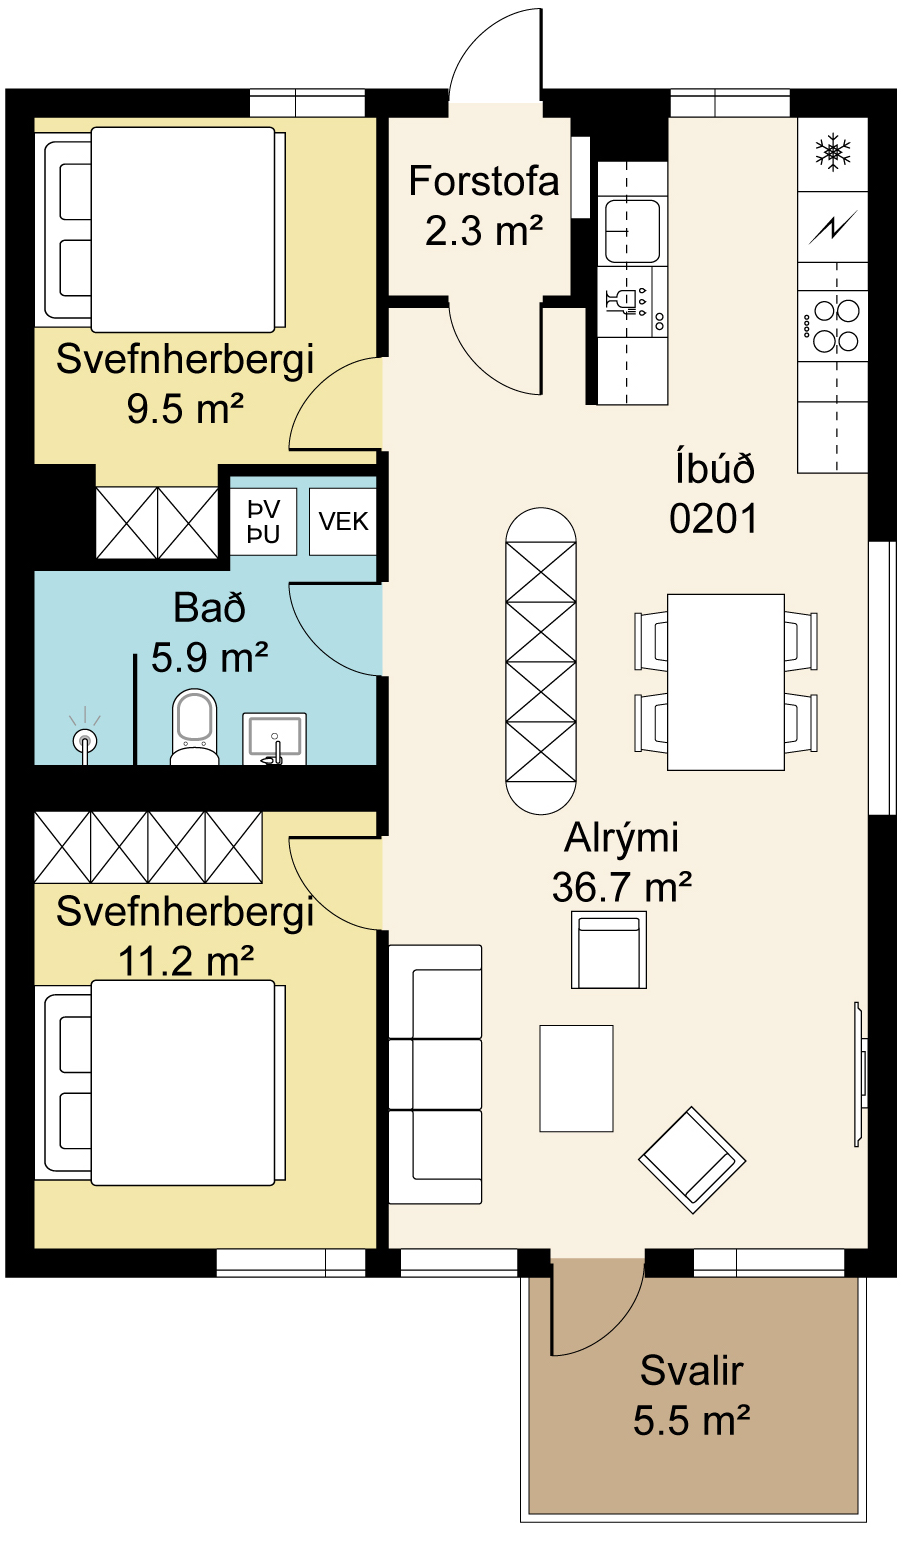 Forstofa
2.3 m²
Svefnherbergi
9.5 m²
Íbúð
0201
ÞV
ÞU
VEK
Bað
5.9 m²
Alrými
36.7 m²
Svefnherbergi
11.2 m²
Svalir
5.5 m²